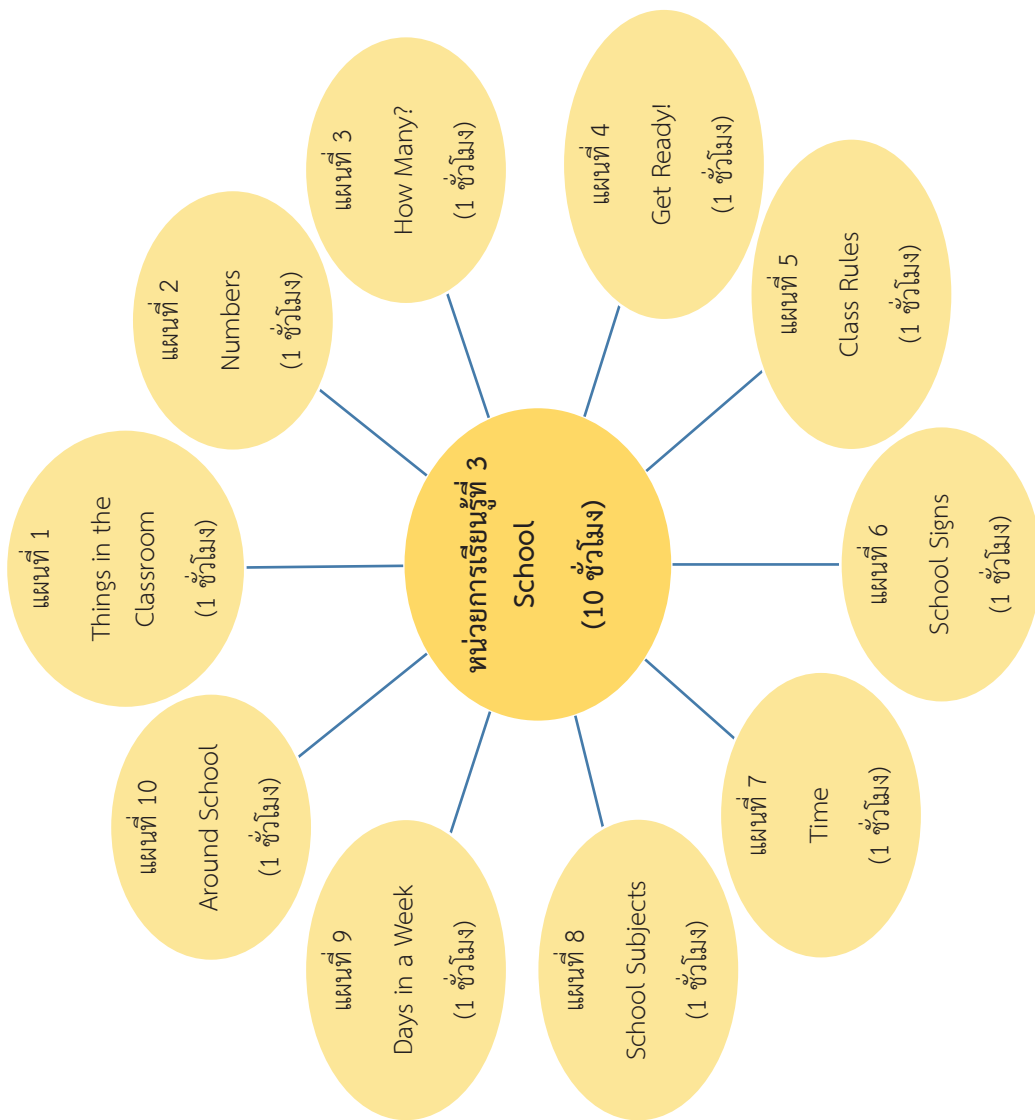 หน่วยการเรียนรู้ที่ 3
School
(10 ชั่วโมง)
แผนที่ 1
Things in the
Classroom
(1 ชั่วโมง)
แผนที่ 2
Numbers
(1 ชั่วโมง)
แผนที่ 3
How Many?
(1 ชั่วโมง)
แผนที่ 4
Get Ready!
(1 ชั่วโมง)
แผนที่ 5
Class Rules
(1 ชั่วโมง)
แผนที่ 6
School Signs
(1 ชั่วโมง)
แผนที่ 7
Time
(1 ชั่วโมง)
แผนที่ 8
School Subjects
(1 ชั่วโมง)
แผนที่ 9
Days in a Week
(1 ชั่วโมง)
แผนที่ 10
Around School
(1 ชั่วโมง)